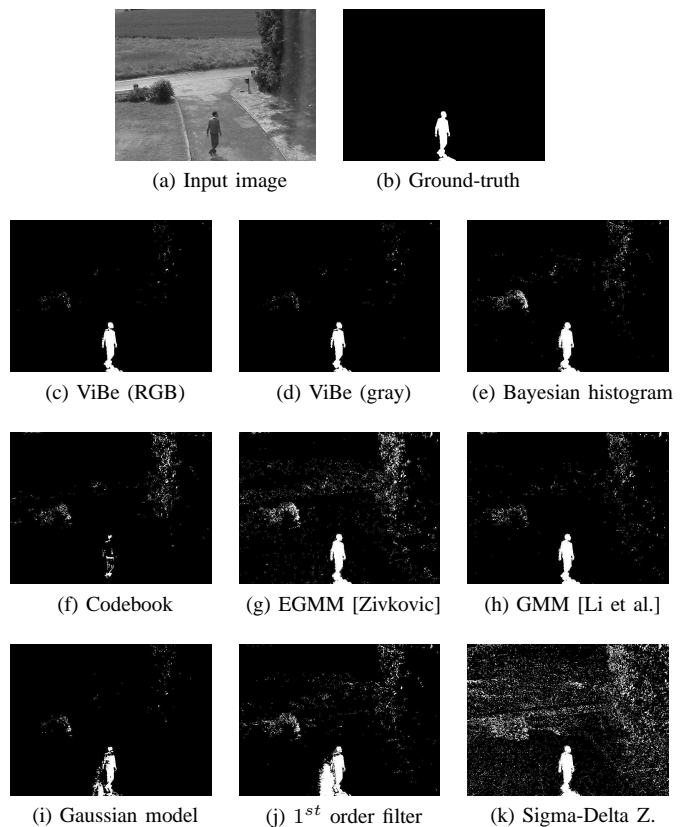 (a) Input image
(b) Ground-truth
(c) ViBe (RGB)
(d) ViBe (gray)
(e) Bayesian histogram
(f) Codebook
(g) EGMM [Zivkovic]
(h) GMM [Li et al.]
(i) Gaussian model
(j) 1st order filter
(k) Sigma-Delta Z.